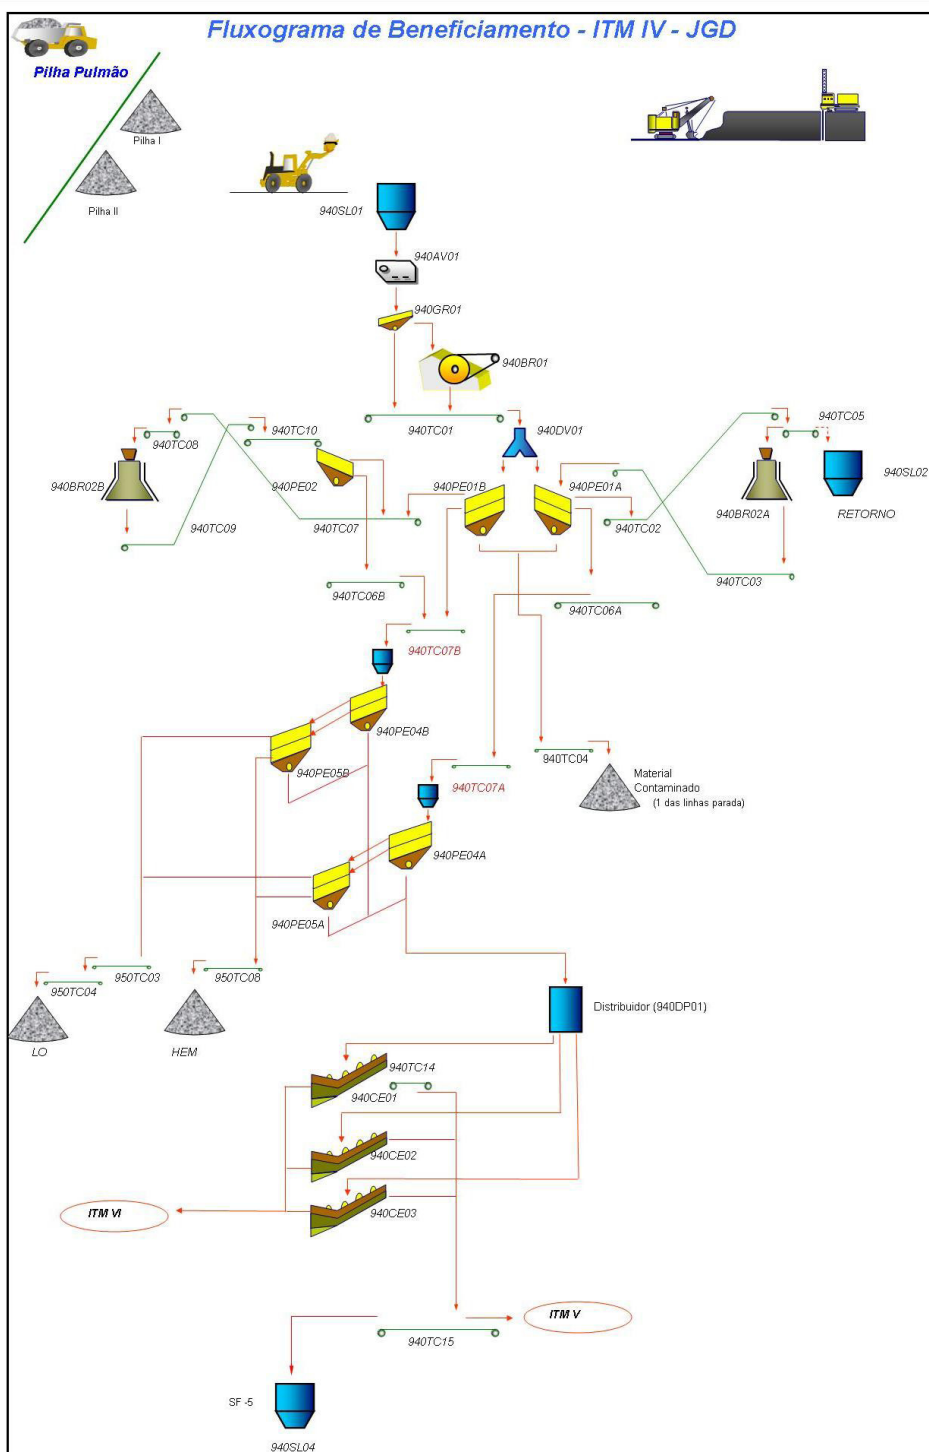 Fluxograma de Beneficiamento - ITM IV - JGD
Pilha Pulmão
Pilha I
Pilha II
940SL01
940AV01
940GR01
940BR01
940TC01
940DV01
940TC10
940TC05
940TC08
940PE02
940PE01B
940PE01A
940SL02
940BR02B
940BR02A
RETORNO
940TC09
940TC07
940TC02
940TC03
940TC06B
940TC06A
940TC07B
940PE04B
940PE05B
940TC04
Material
Contaminado
(1 das linhas parada)
940TC07A
940PE04A
940PE05A
950TC03
950TC08
950TC04
Distribuidor (940DP01)
LO
HEM
940TC14
940CE01
940CE02
940CE03
ITM VI
ITM V
940TC15
SF -5
940SL04